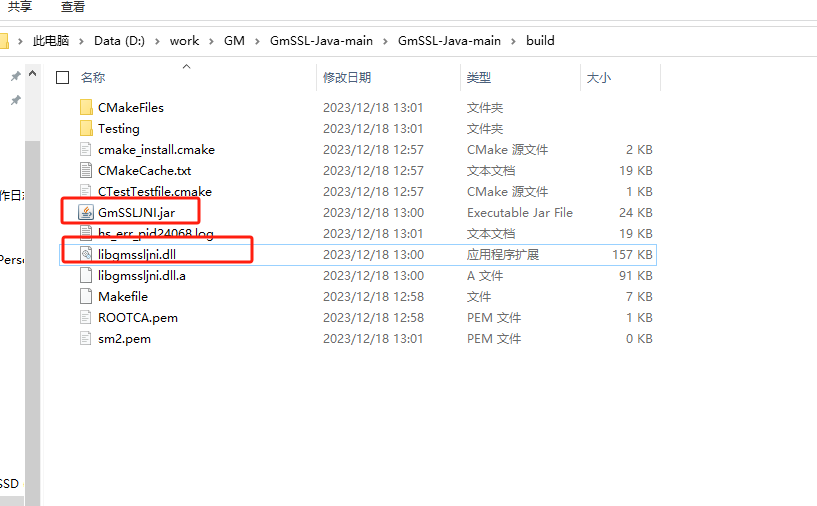 共享 查看
此电脑 › Data (D:) › work › GM › GmSSL-Java-main › GmSSL-Java-main › build
名称 修改日期 类型 大小
CMakeFiles 2023/12/18 13:01 文件夹
Testing 2023/12/18 13:01 文件夹
cmake_install.cmake 2023/12/18 12:57 CMake 源文件 2 KB
CMakeCache.txt 2023/12/18 12:57 文本文档 19 KB
CTestTestfile.cmake 2023/12/18 12:57 CMake 源文件 1 KB
GmSSLJNI.jar 2023/12/18 13:00 Executable Jar File 24 KB
hs_err_pid24068.log 2023/12/18 13:01 文本文档 19 KB
libgmssljni.dll 2023/12/18 13:00 应用程序扩展 157 KB
libgmssljni.dll.a 2023/12/18 13:00 A 文件 91 KB
Makefile 2023/12/18 12:58 文件 7 KB
ROOTCA.pem 2023/12/18 12:58 PEM 文件 1 KB
sm2.pem 2023/12/18 13:01 PEM 文件 0 KB
作日
Perso
SSD